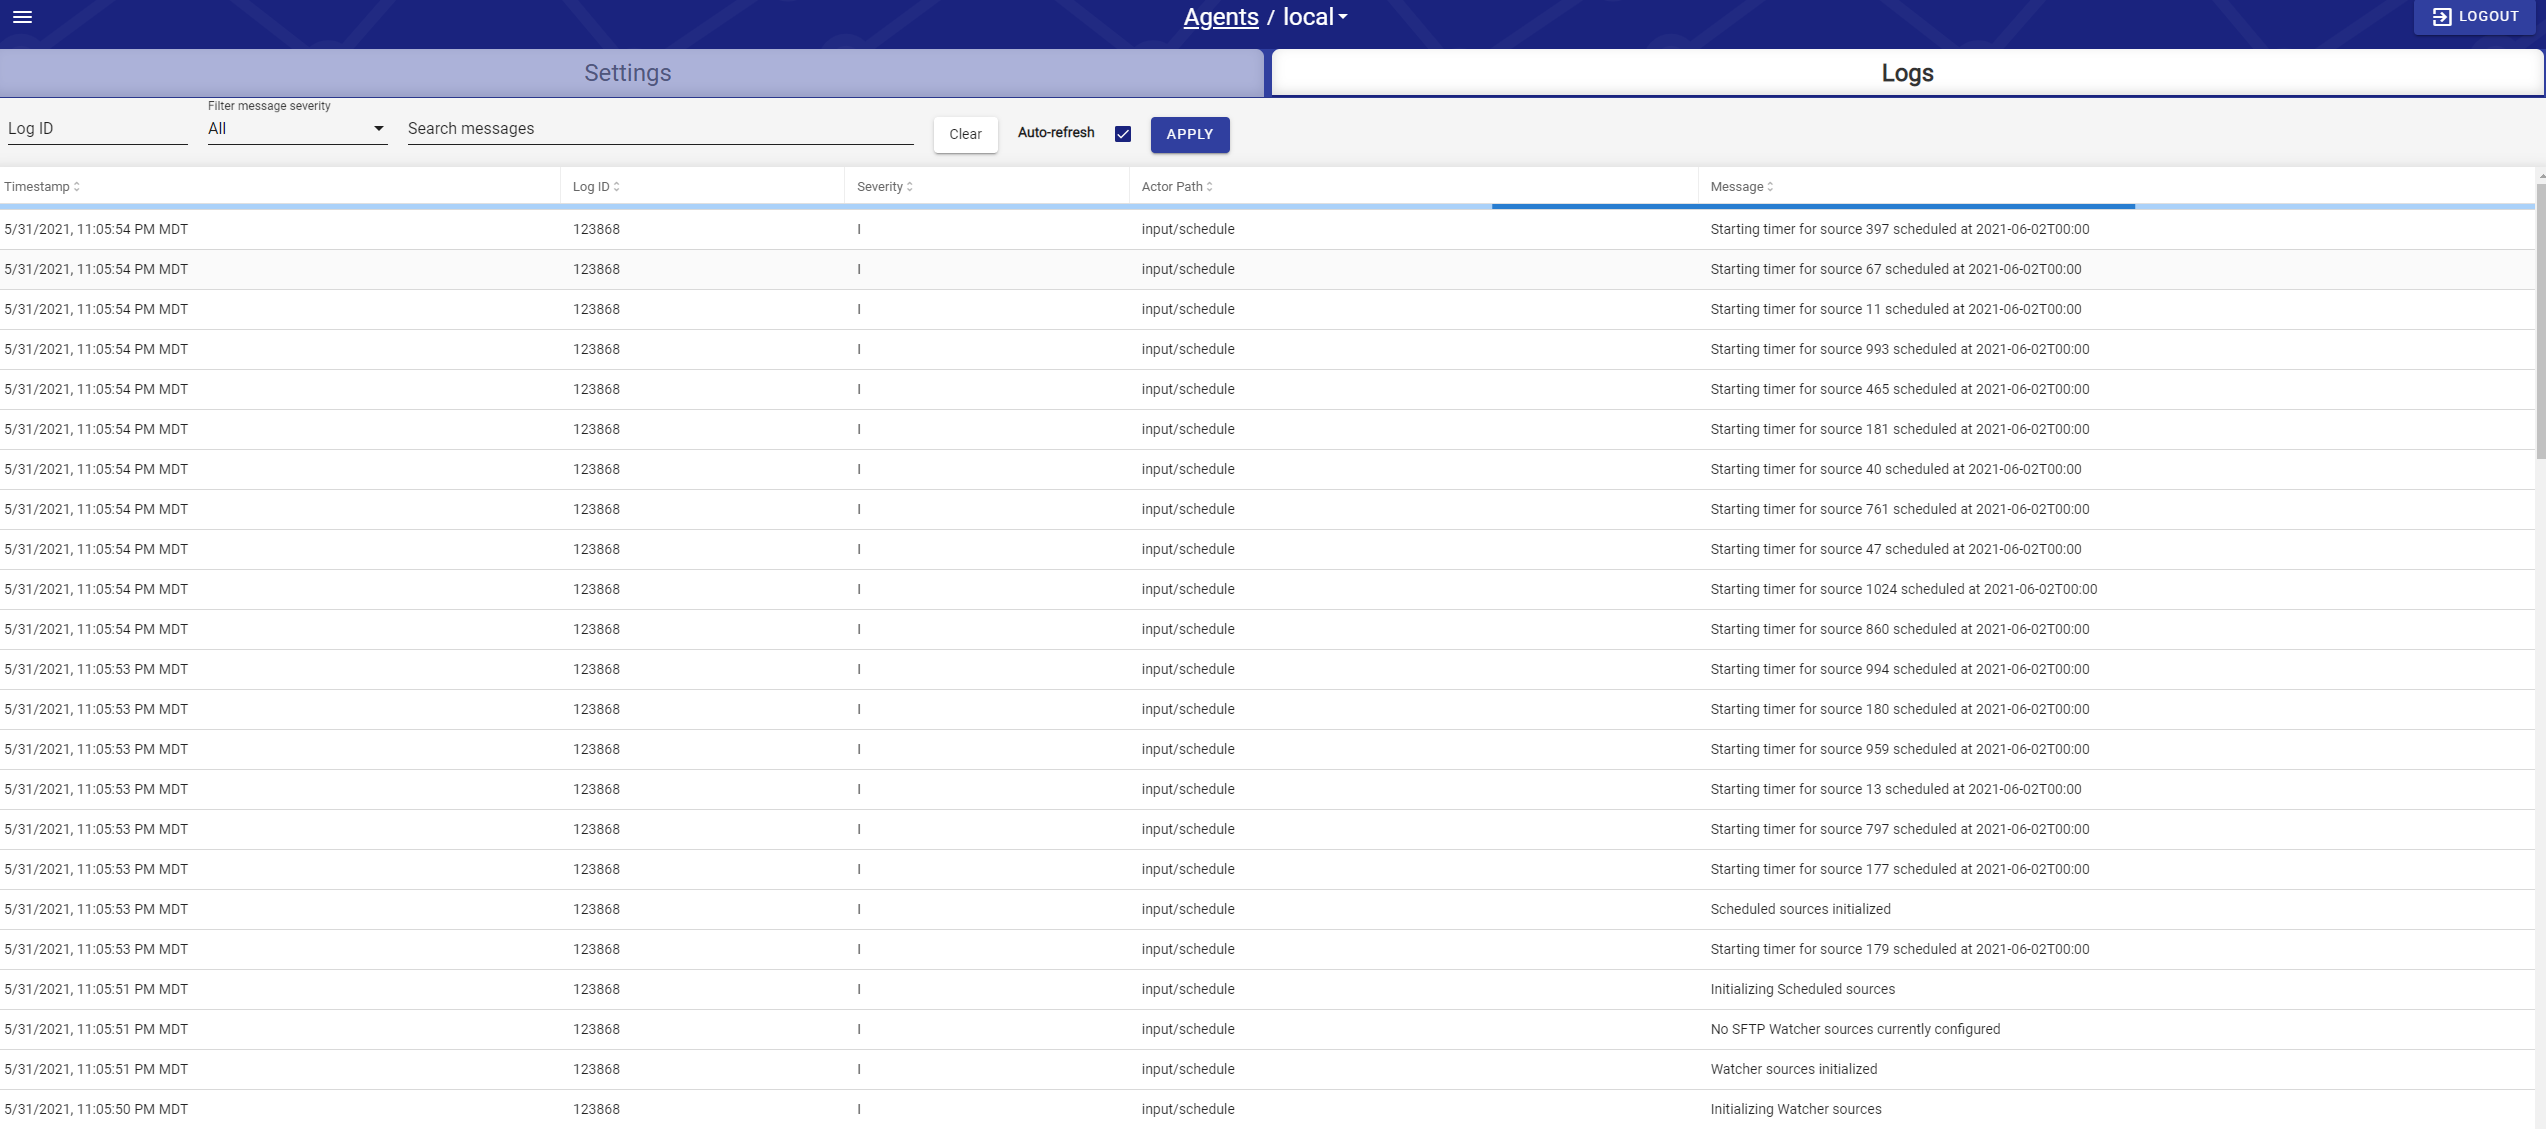 Agents / local
LOGOUT
Settings
Logs
Filter message severity
Log ID All Search messages Clear Auto-refresh APPLY
Timestamp Log ID Severity Actor Path Message
5/31/2021, 11:05:54 PM MDT 123868 I input/schedule Starting timer for source 397 scheduled at 2021-06-02T00:00
5/31/2021, 11:05:54 PM MDT 123868 I input/schedule Starting timer for source 67 scheduled at 2021-06-02T00:00
5/31/2021, 11:05:54 PM MDT 123868 I input/schedule Starting timer for source 11 scheduled at 2021-06-02T00:00
5/31/2021, 11:05:54 PM MDT 123868 I input/schedule Starting timer for source 993 scheduled at 2021-06-02T00:00
5/31/2021, 11:05:54 PM MDT 123868 I input/schedule Starting timer for source 465 scheduled at 2021-06-02T00:00
5/31/2021, 11:05:54 PM MDT 123868 I input/schedule Starting timer for source 181 scheduled at 2021-06-02T00:00
5/31/2021, 11:05:54 PM MDT 123868 I input/schedule Starting timer for source 40 scheduled at 2021-06-02T00:00
5/31/2021, 11:05:54 PM MDT 123868 I input/schedule Starting timer for source 761 scheduled at 2021-06-02T00:00
5/31/2021, 11:05:54 PM MDT 123868 I input/schedule Starting timer for source 47 scheduled at 2021-06-02T00:00
5/31/2021, 11:05:54 PM MDT 123868 I input/schedule Starting timer for source 1024 scheduled at 2021-06-02T00:00
5/31/2021, 11:05:54 PM MDT 123868 I input/schedule Starting timer for source 860 scheduled at 2021-06-02T00:00
5/31/2021, 11:05:53 PM MDT 123868 I input/schedule Starting timer for source 994 scheduled at 2021-06-02T00:00
5/31/2021, 11:05:53 PM MDT 123868 I input/schedule Starting timer for source 180 scheduled at 2021-06-02T00:00
5/31/2021, 11:05:53 PM MDT 123868 I input/schedule Starting timer for source 959 scheduled at 2021-06-02T00:00
5/31/2021, 11:05:53 PM MDT 123868 I input/schedule Starting timer for source 13 scheduled at 2021-06-02T00:00
5/31/2021, 11:05:53 PM MDT 123868 I input/schedule Starting timer for source 797 scheduled at 2021-06-02T00:00
5/31/2021, 11:05:53 PM MDT 123868 I input/schedule Starting timer for source 177 scheduled at 2021-06-02T00:00
5/31/2021, 11:05:53 PM MDT 123868 I input/schedule Scheduled sources initialized
5/31/2021, 11:05:53 PM MDT 123868 I input/schedule Starting timer for source 179 scheduled at 2021-06-02T00:00
5/31/2021, 11:05:51 PM MDT 123868 I input/schedule Initializing Scheduled sources
5/31/2021, 11:05:51 PM MDT 123868 I input/schedule No SFTP Watcher sources currently configured
5/31/2021, 11:05:51 PM MDT 123868 I input/schedule Watcher sources initialized
5/31/2021, 11:05:50 PM MDT 123868 I input/schedule Initializing Watcher sources